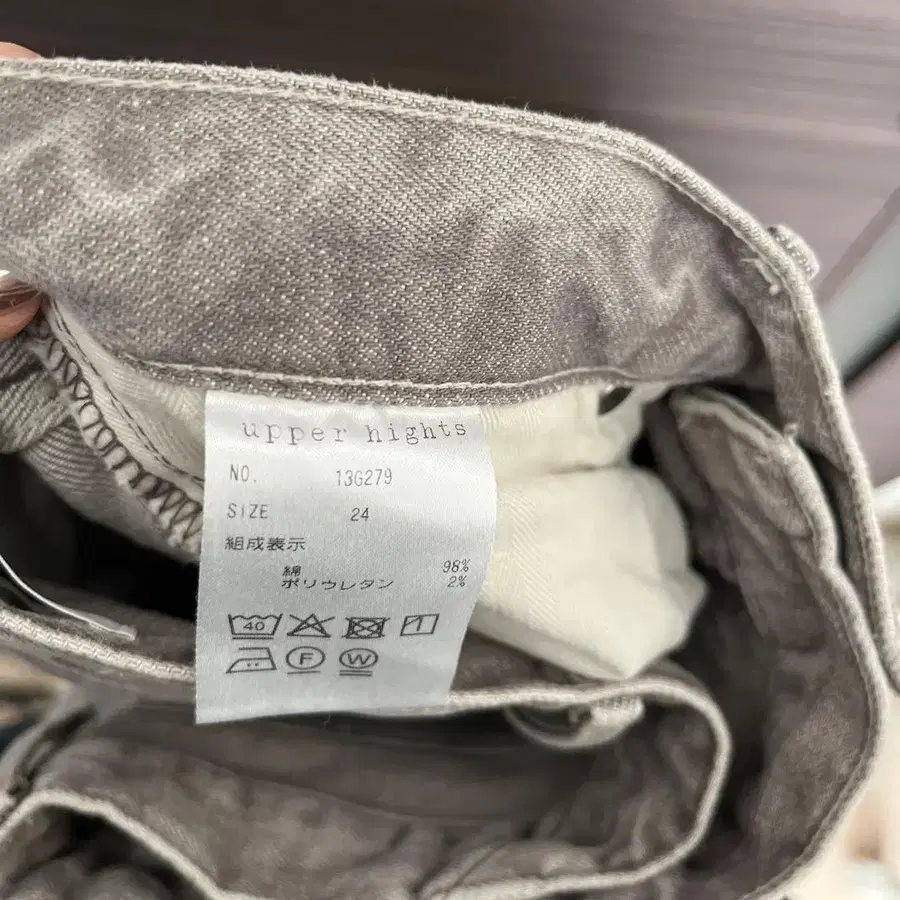 upper hights
NO. 13G279
SIZE 24
組成表示
綿 98%
ポリウレタン 2%
40 1
F W